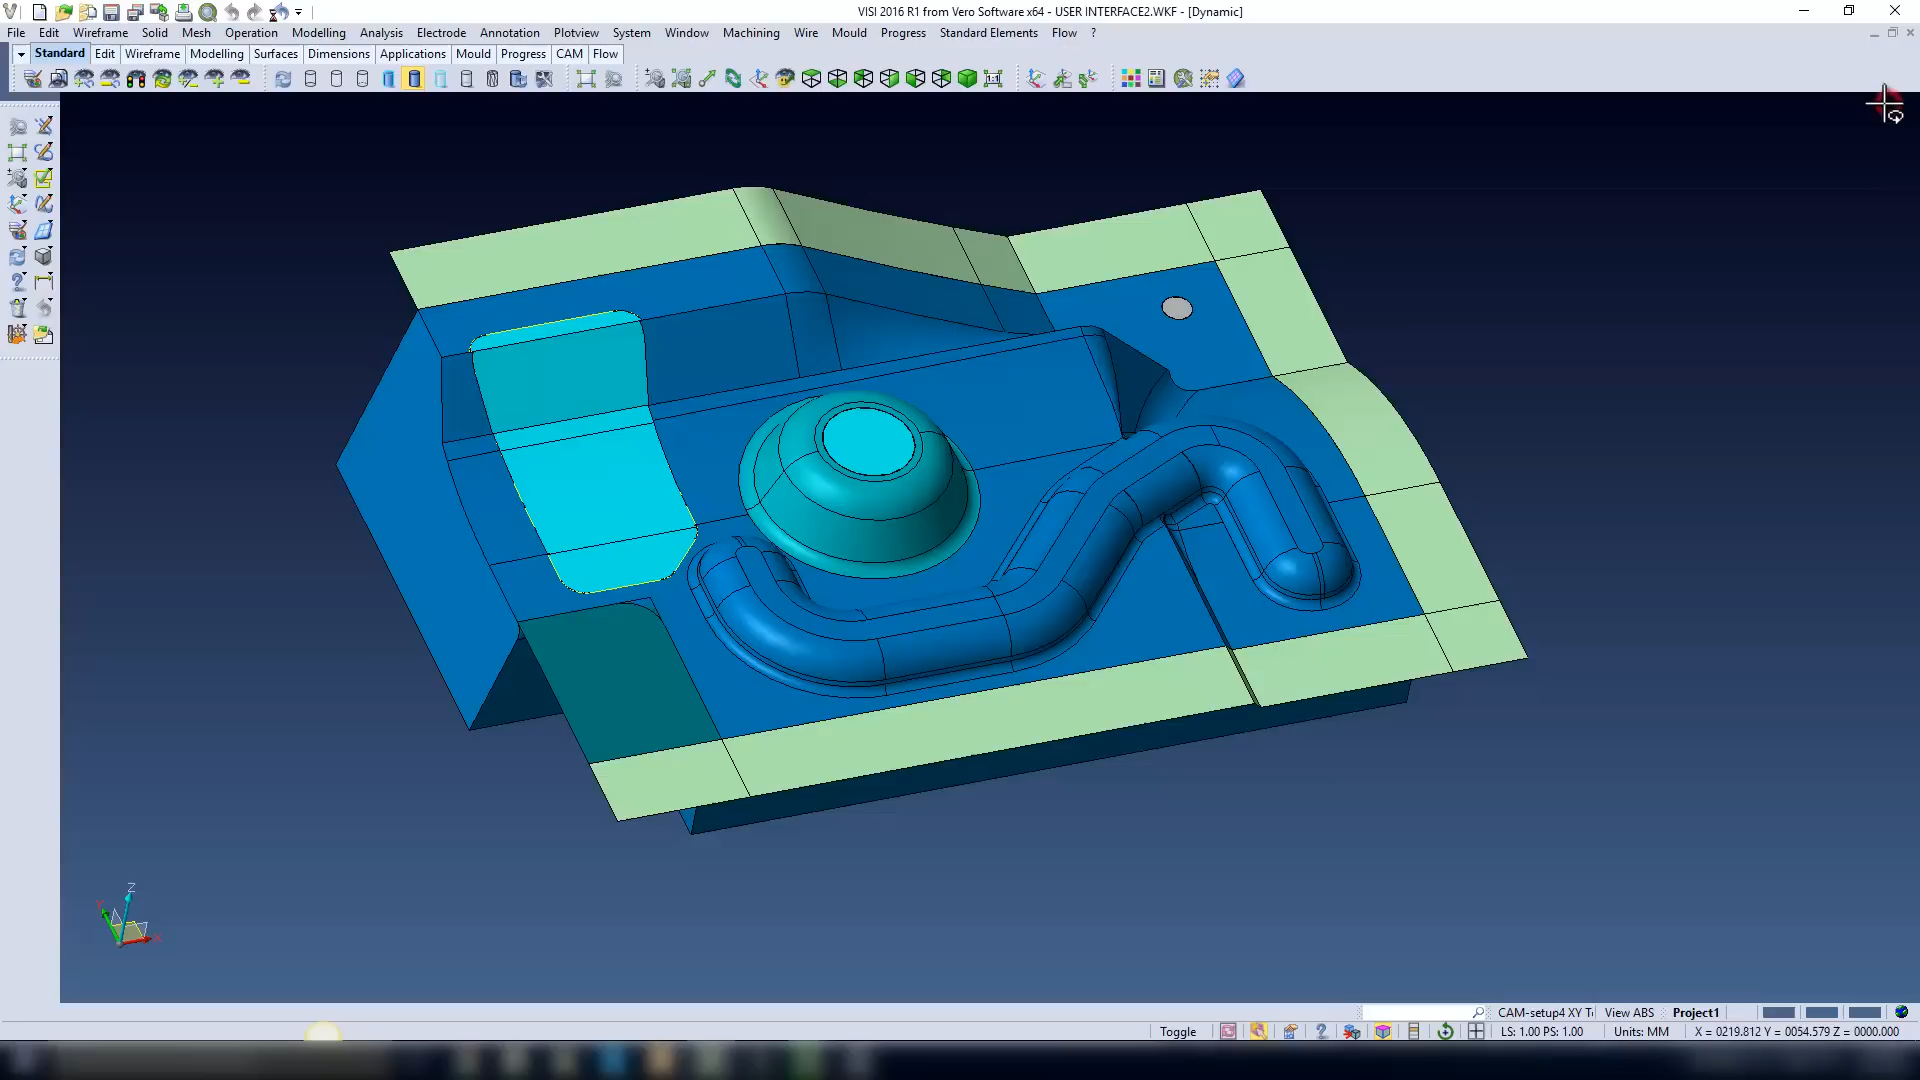 VISI 2016 R1 from Vero Software x64 - USER INTERFACE2.WKF - [Dynamic]
File Edit Wireframe Solid Mesh Operation Modelling Analysis Electrode Annotation Plotview System Window Machining Wire Mould Progress Standard Elements Flow ?
Standard Edit Wireframe Modelling Surfaces Dimensions Applications Mould Progress CAM Flow
1:1
Z
Y
X
CAM-setup4 XY T View ABS Project1
Toggle LS: 1.00 PS: 1.00 Units: MM X = 0219.812 Y = 0054.579 Z = 0000.000